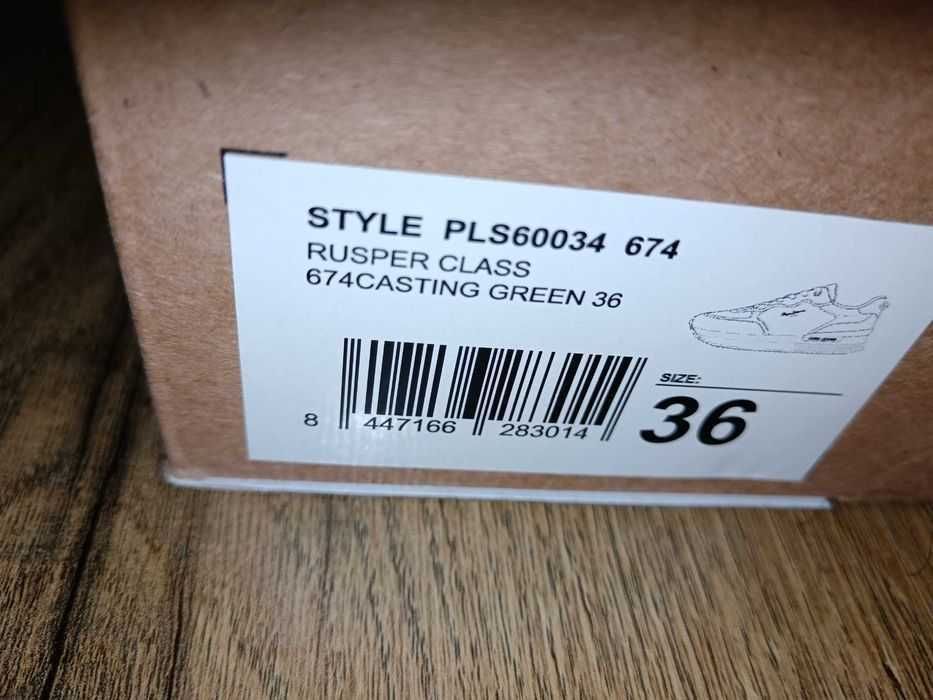 STYLE PLS60034 674
RUSPER CLASS
674CASTING GREEN 36
SIZE:
36
8 447166 283014